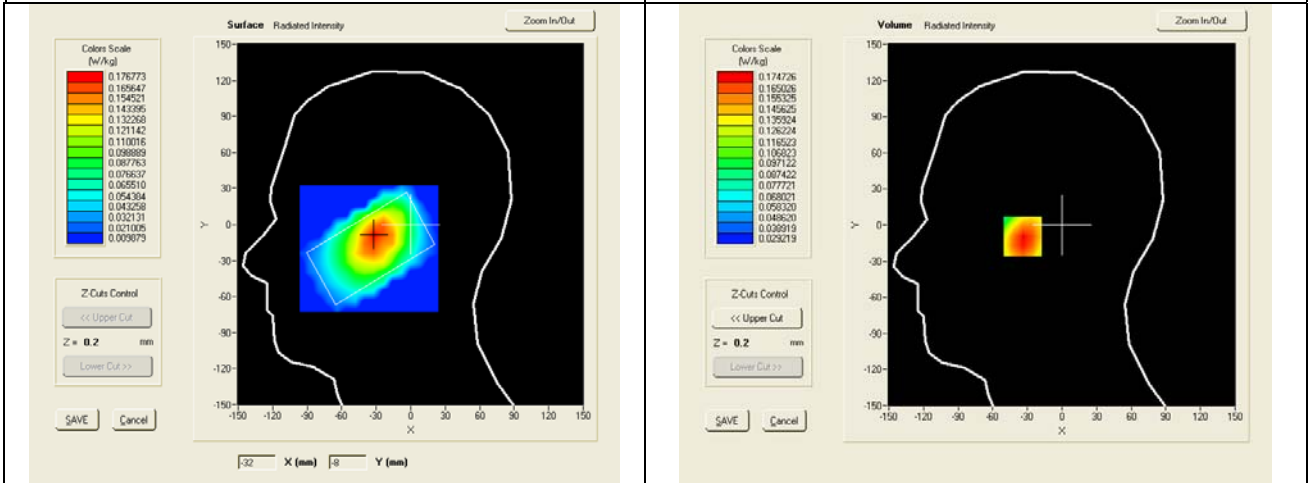 Surface Radiated Intensity
Zoom In/Out
Colors Scale
(W/kg)
0.176773
0.165647
0.154521
0.143395
0.132268
0.121142
0.110016
0.098889
0.087763
0.076637
0.065510
0.054384
0.043258
0.032131
0.021005
0.009879
Z-Cuts Control
<< Upper Cut
Z = 0.2 mm
Lower Cut >>
SAVE Cancel
150
120
90
60
30
0
-30
-60
-90
-120
-150
Y
-150 -120 -90 -60 -30 0 30 60 90 120 150
X
-32 X (mm) -8 Y (mm)
Volume Radiated Intensity
Zoom In/Out
Colors Scale
(W/kg)
0.174726
0.165026
0.155325
0.145625
0.135924
0.126224
0.116523
0.106823
0.097122
0.087422
0.077721
0.068021
0.058320
0.048620
0.038919
0.029219
Z-Cuts Control
<< Upper Cut
Z = 0.2 mm
Lower Cut >>
SAVE Cancel
150
120
90
60
30
0
-30
-60
-90
-120
-150
Y
-150 -120 -90 -60 -30 0 30 60 90 120 150
X